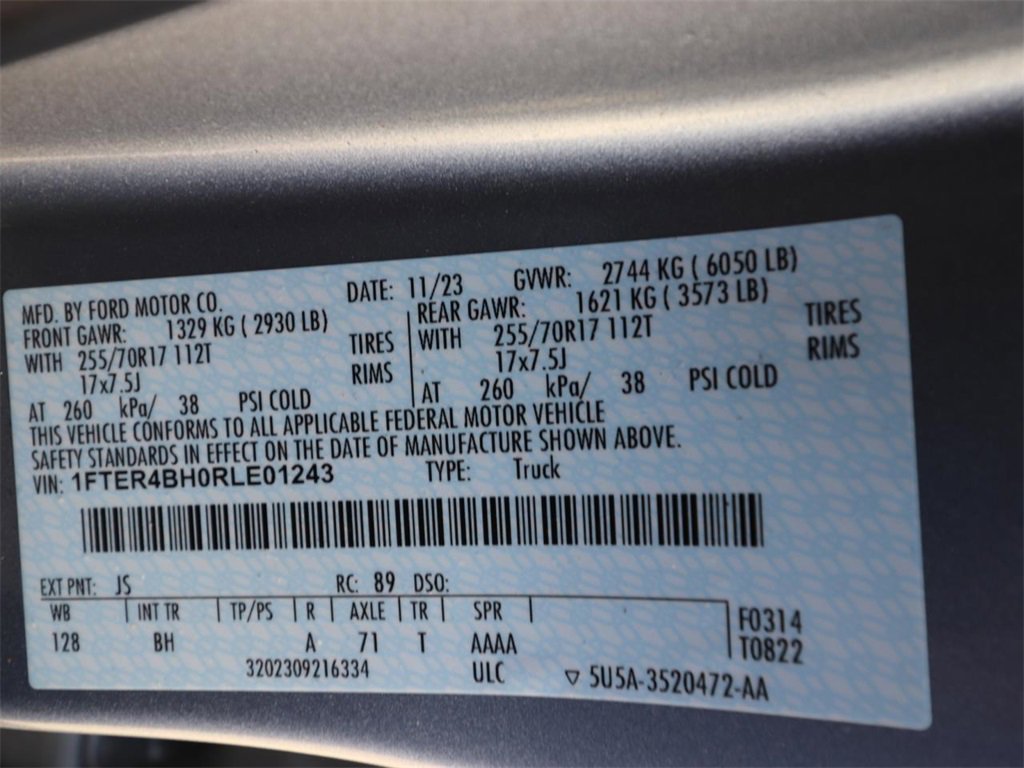 MFD. BY FORD MOTOR CO. DATE: 11/23 GVWR: 2744 KG ( 6050 LB)
FRONT GAWR: 1329 KG ( 2930 LB) REAR GAWR: 1621 KG ( 3573 LB)
WITH 255/70R17 112T TIRES WITH 255/70R17 112T TIRES
17x7.5J RIMS 17x7.5J RIMS
AT 260 kPa/ 38 PSI COLD AT 260 kPa/ 38 PSI COLD
THIS VEHICLE CONFORMS TO ALL APPLICABLE FEDERAL MOTOR VEHICLE
SAFETY STANDARDS IN EFFECT ON THE DATE OF MANUFACTURE SHOWN ABOVE.
VIN: 1FTER4BH0RLE01243 TYPE: Truck
EXT PNT: JS RC: 89 DSO:
WB INT TR TP/PS R AXLE TR SPR F0314
128 BH A 71 T AAAA T0822
3202309216334 ULC ▽ 5U5A-3520472-AA